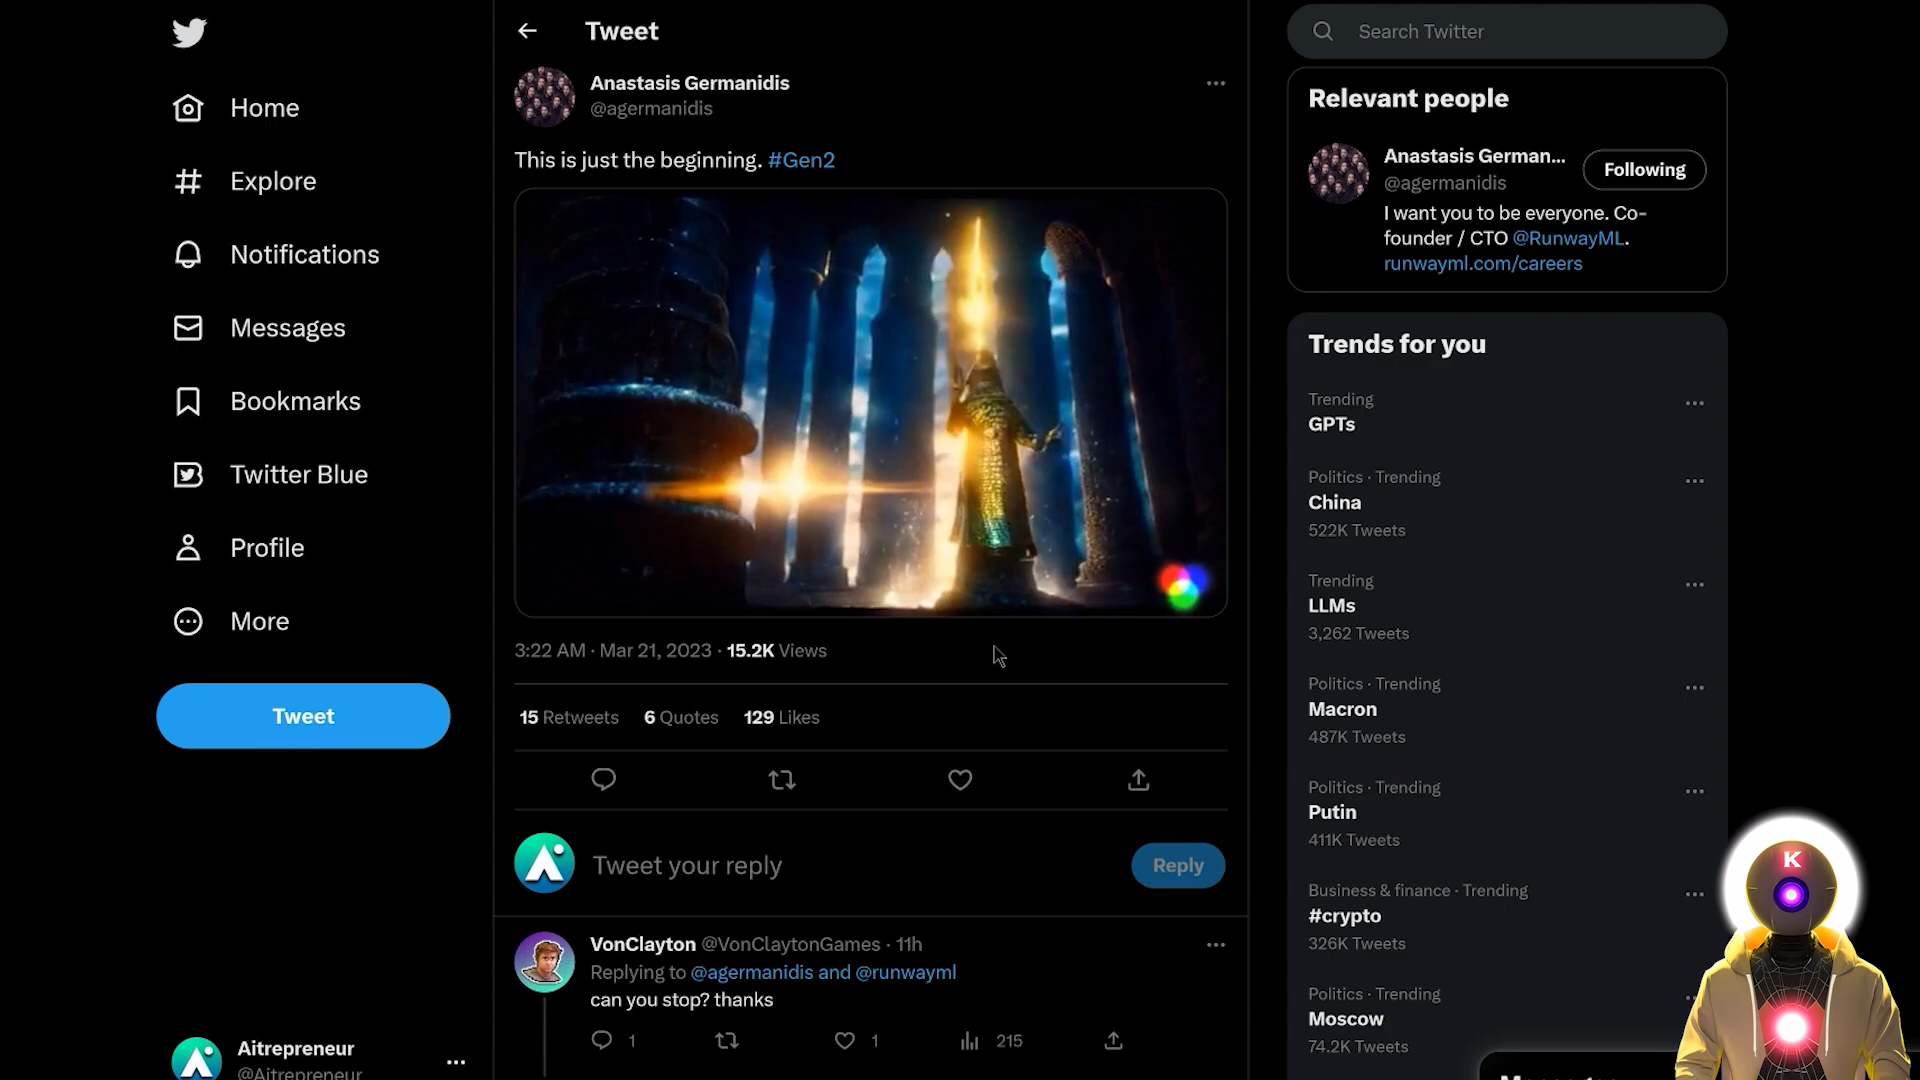 Home
Explore
Notifications
Messages
Bookmarks
Twitter Blue
Profile
More
Tweet
Aitrepreneur
@Aitrepreneur
Tweet
Anastasis Germanidis
@agermanidis
This is just the beginning. #Gen2
3:22 AM · Mar 21, 2023 · 15.2K Views
15 Retweets 6 Quotes 129 Likes
Tweet your reply
Reply
VonClayton @VonClaytonGames · 11h
Replying to @agermanidis and @runwayml
can you stop? thanks
1 1 215
Search Twitter
Relevant people
Anastasis German...
@agermanidis
Following
I want you to be everyone. Co-
founder / CTO @RunwayML.
runwayml.com/careers
Trends for you
Trending
GPTs
Politics · Trending
China
522K Tweets
Trending
LLMs
3,262 Tweets
Politics · Trending
Macron
487K Tweets
Politics · Trending
Putin
411K Tweets
Business & finance · Trending
#crypto
326K Tweets
Politics · Trending
Moscow
74.2K Tweets
K